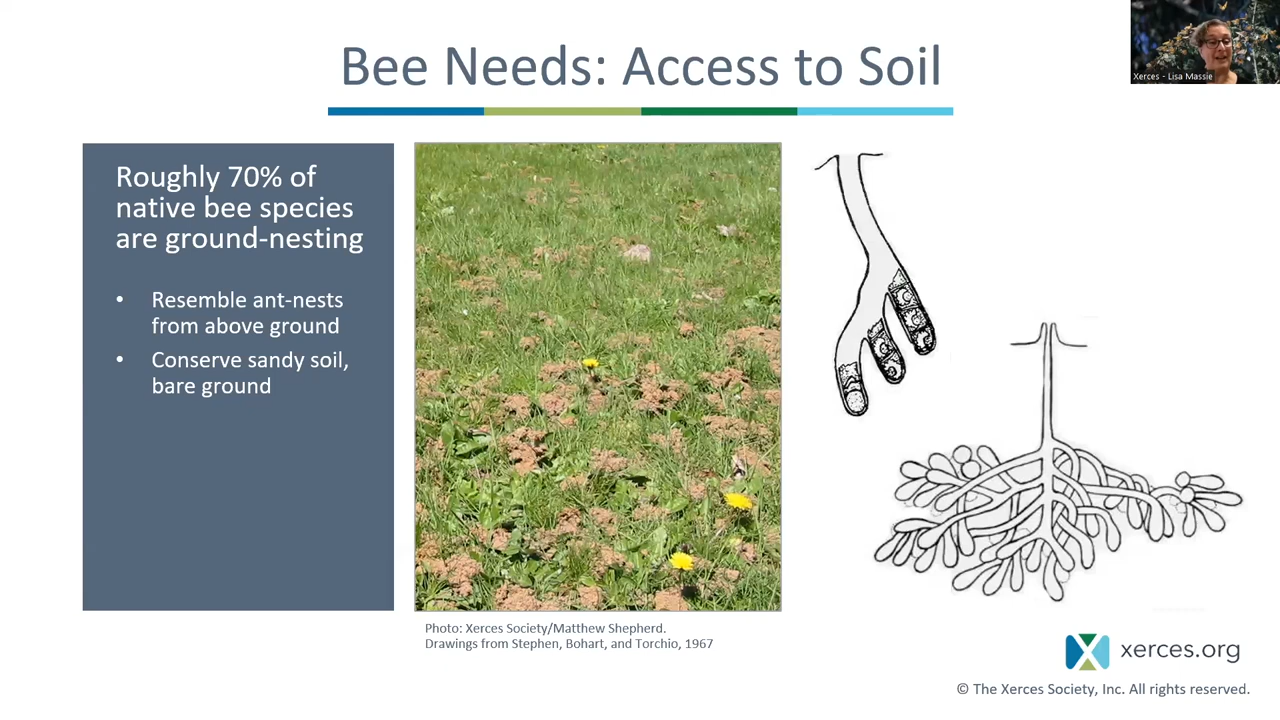 Bee Needs: Access to Soil
Xerces - Lisa Massie
Roughly 70% of
native bee species
are ground-nesting
• Resemble ant-nests
from above ground
• Conserve sandy soil,
bare ground
Photo: Xerces Society/Matthew Shepherd.
Drawings from Stephen, Bohart, and Torchio, 1967
xerces.org
© The Xerces Society, Inc. All rights reserved.